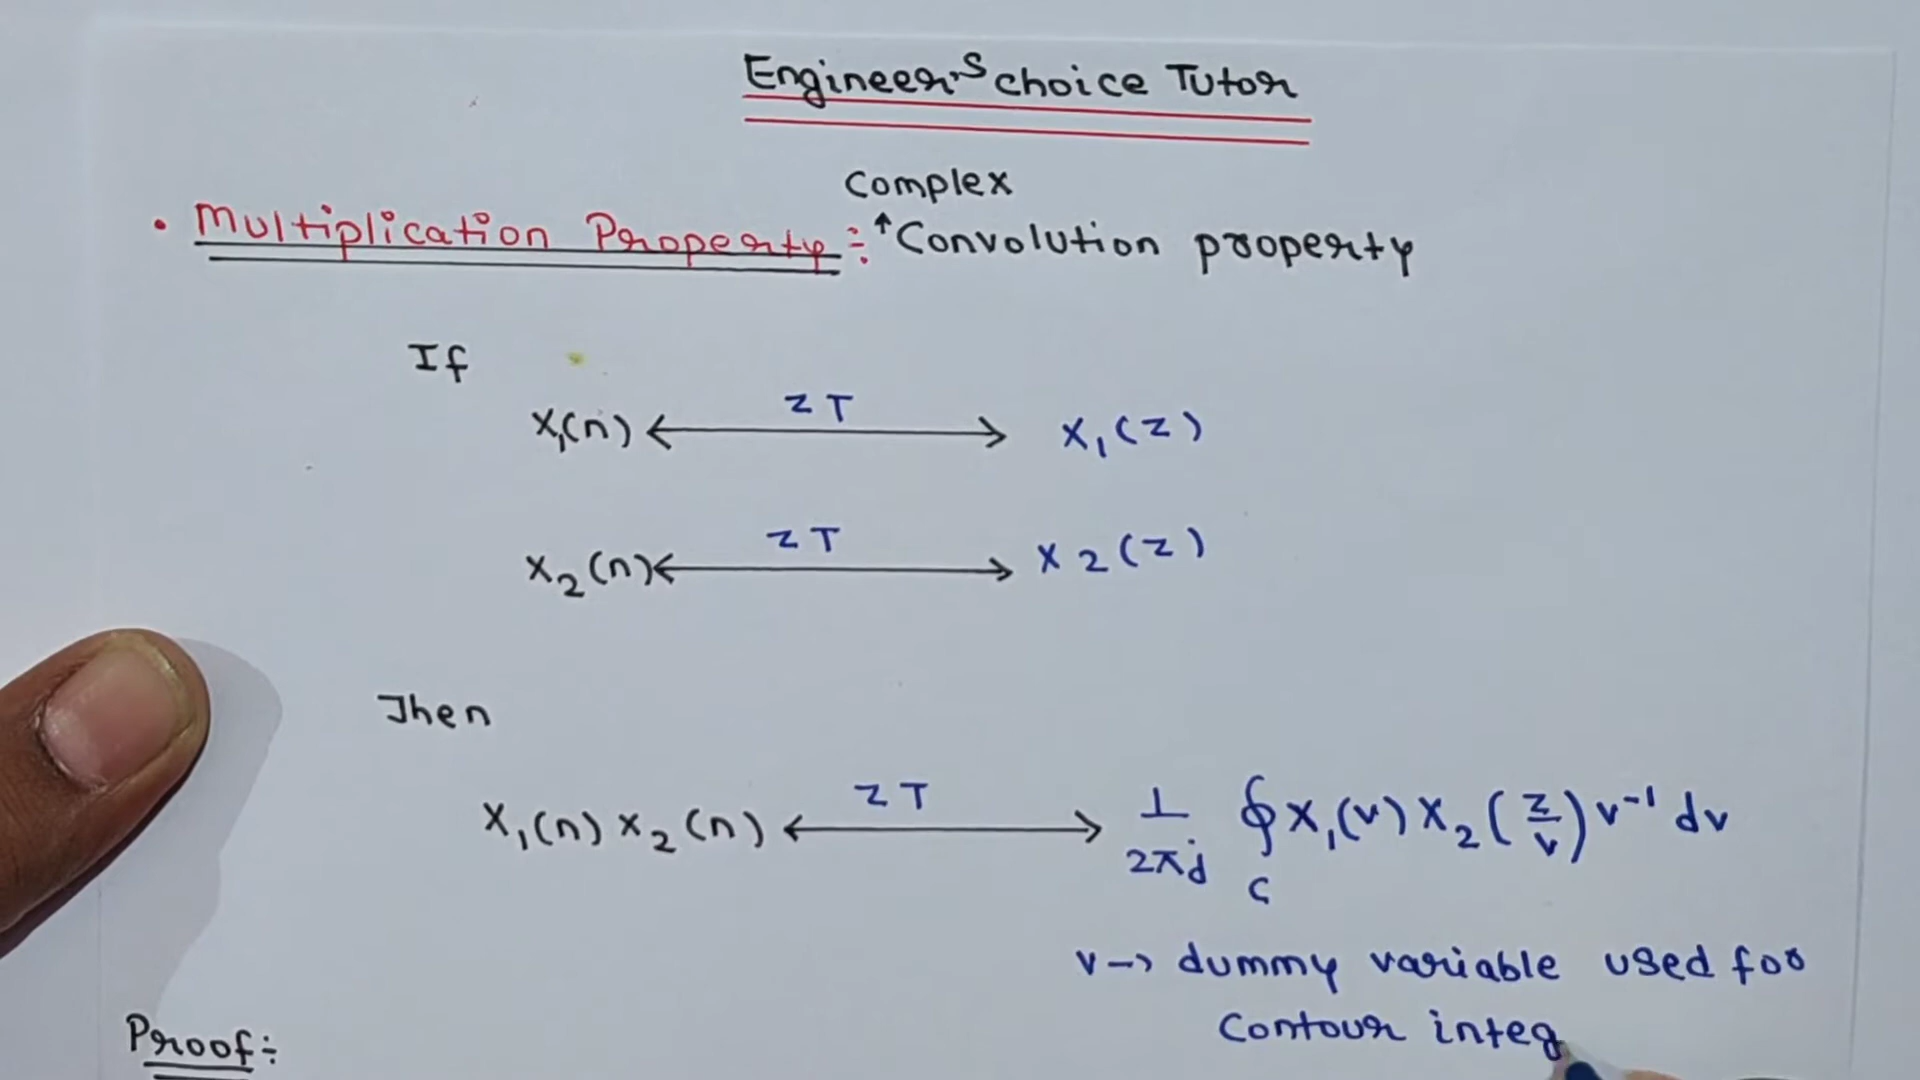 Engineer's choice Tutor
complex
• Multiplication Property ÷ ↑ Convolution property
If
x₁(n) ⟷ ZT X₁(z)
x₂(n) ⟷ ZT X₂(z)
Then
x₁(n) x₂(n) ⟷ ZT 1/2πj ∮c X₁(v) X₂(z/v) v⁻¹ dv
v → dummy variable used for
Contour integ
Proof ÷